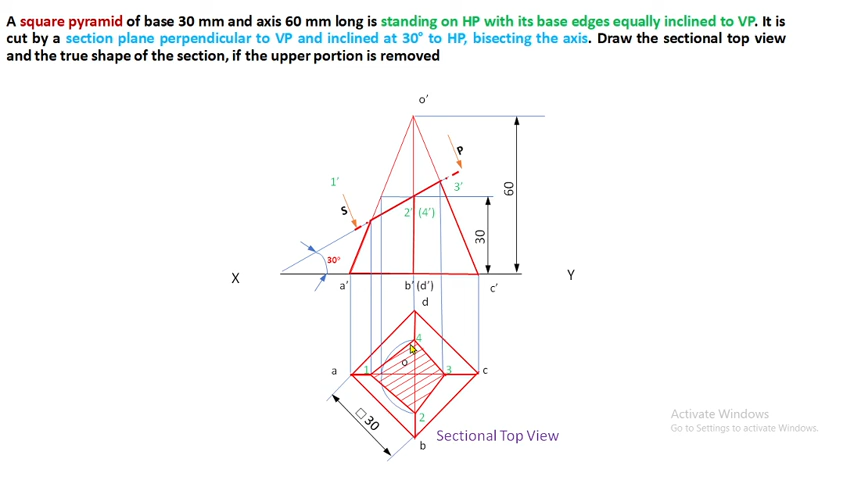 A square pyramid of base 30 mm and axis 60 mm long is standing on HP with its base edges equally inclined to VP. It is
cut by a section plane perpendicular to VP and inclined at 30° to HP, bisecting the axis. Draw the sectional top view
and the true shape of the section, if the upper portion is removed
o'
P
1'
3'
60
S
2' (4')
30
30°
X
Y
a'
b' (d')
c'
d
4
o
a
1
3
c
□ 30
2
Sectional Top View
b
Activate Windows
Go to Settings to activate Windows.